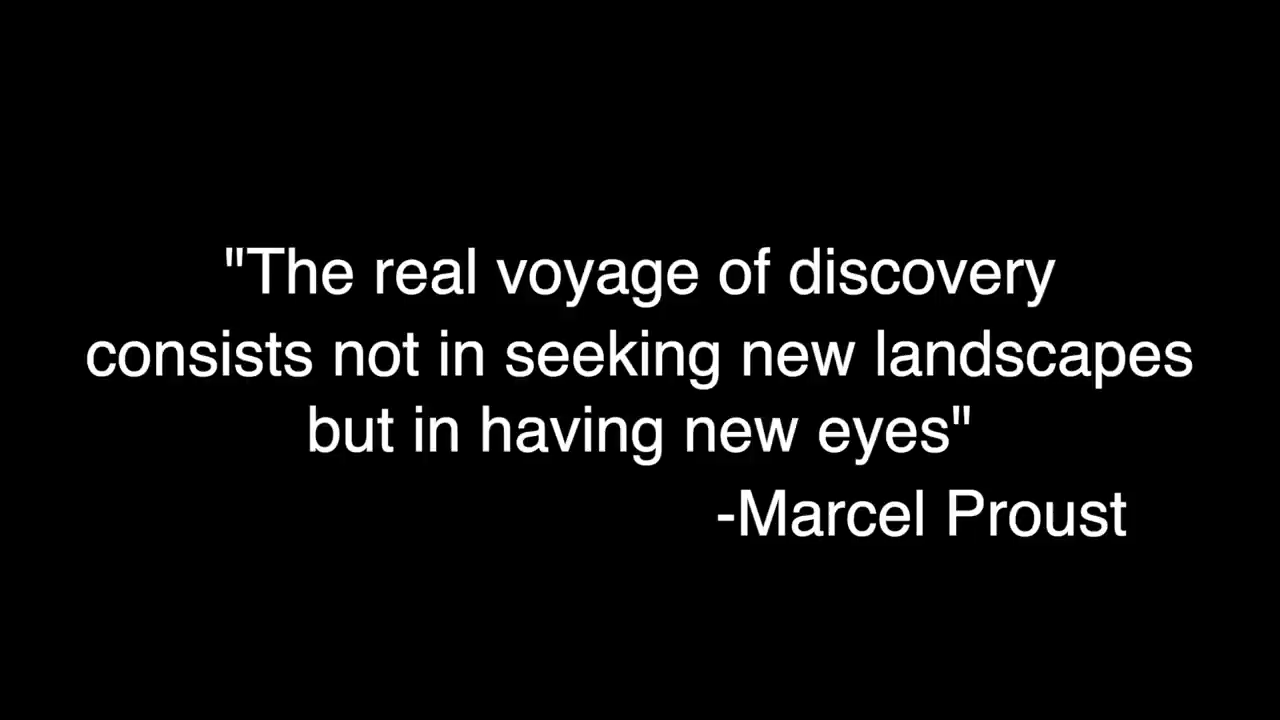 "The real voyage of discovery
consists not in seeking new landscapes
but in having new eyes"
-Marcel Proust